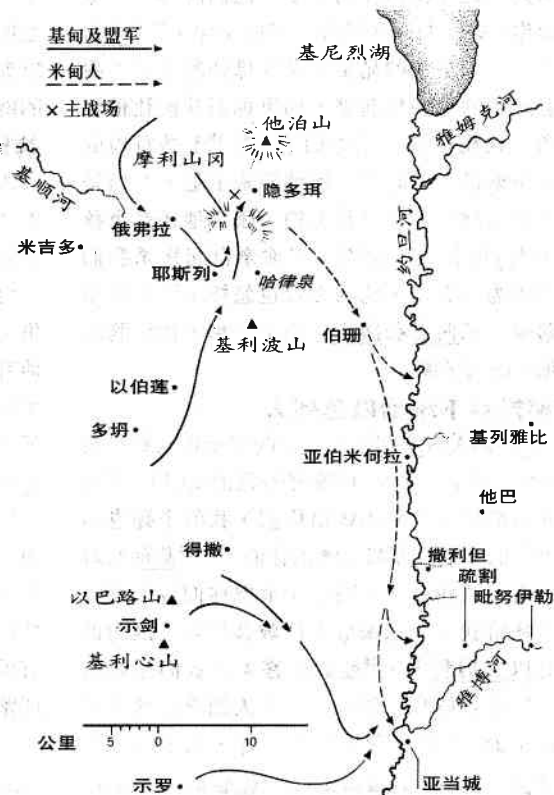 基甸及盟军
米甸人
× 主战场
基尼烈湖
他泊山
雅姆克河
摩利山冈
基顺河
隐多珥
俄弗拉
约旦河
米吉多
耶斯列
哈律泉
伯珊
基利波山
以伯莲
多坍
基列雅比
亚伯米何拉
他巴
得撒
撒利但
疏割
毗努伊勒
以巴路山
示剑
基利心山
雅博河
公里 5 0 10
示罗
亚当城